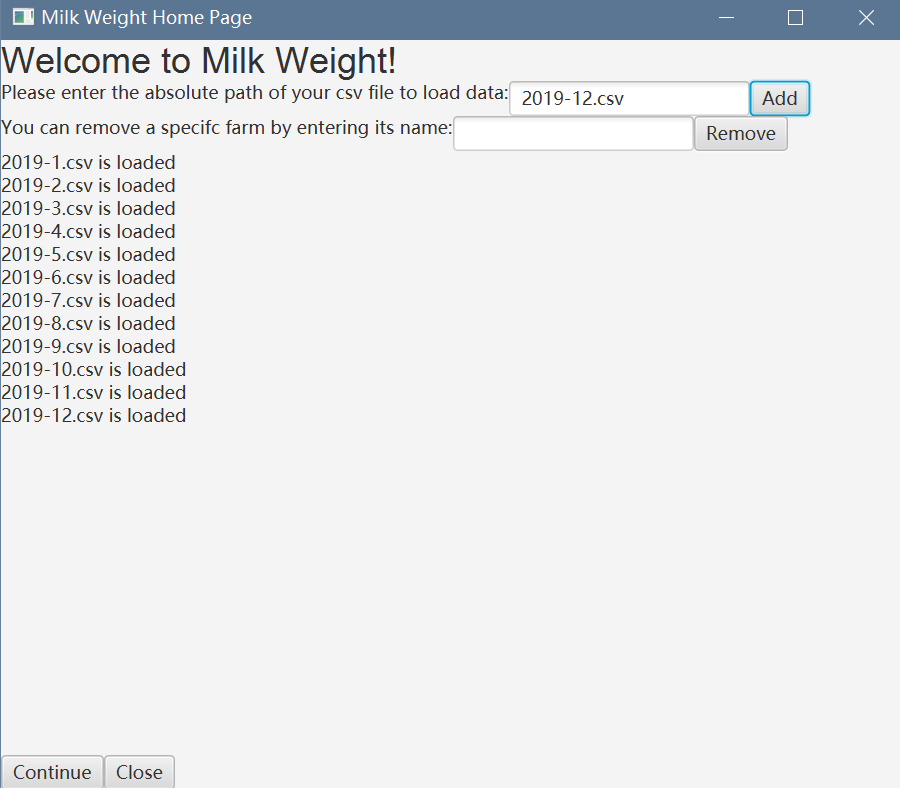 Milk Weight Home Page
Welcome to Milk Weight!
Please enter the absolute path of your csv file to load data: 2019-12.csv Add
You can remove a specifc farm by entering its name: Remove
2019-1.csv is loaded
2019-2.csv is loaded
2019-3.csv is loaded
2019-4.csv is loaded
2019-5.csv is loaded
2019-6.csv is loaded
2019-7.csv is loaded
2019-8.csv is loaded
2019-9.csv is loaded
2019-10.csv is loaded
2019-11.csv is loaded
2019-12.csv is loaded
Continue Close